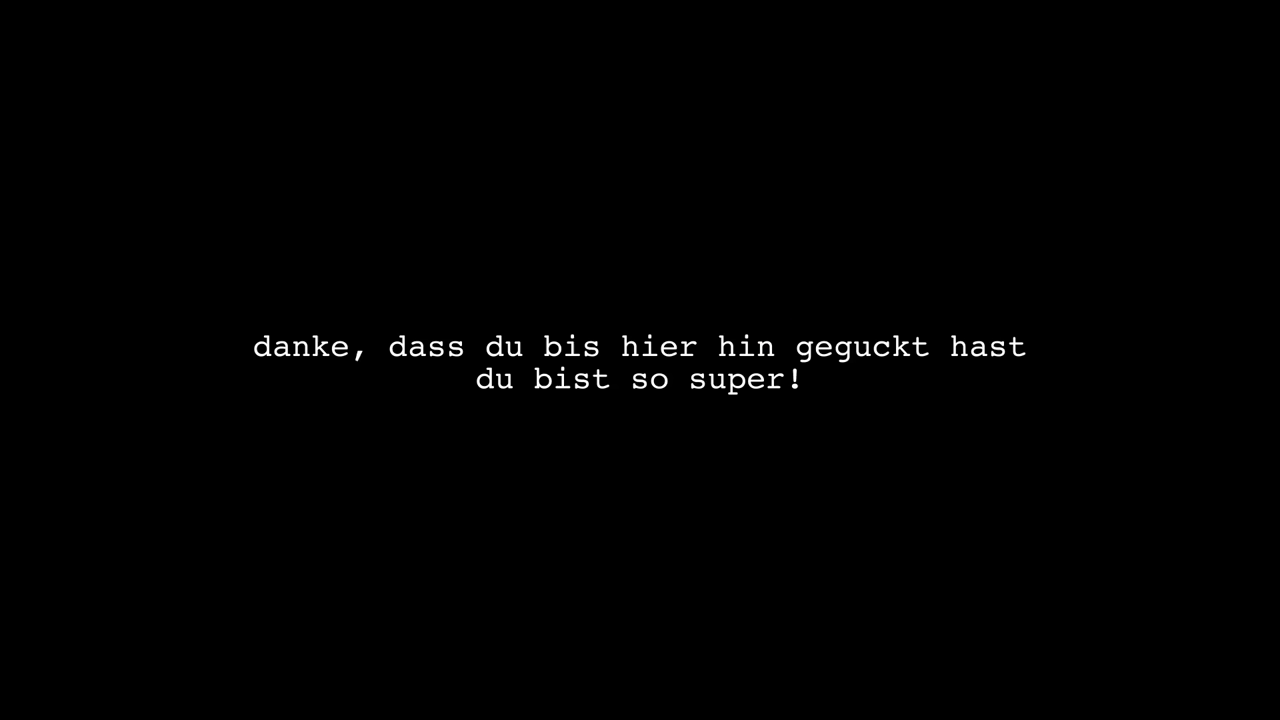 danke, dass du bis hier hin geguckt hast
du bist so super!